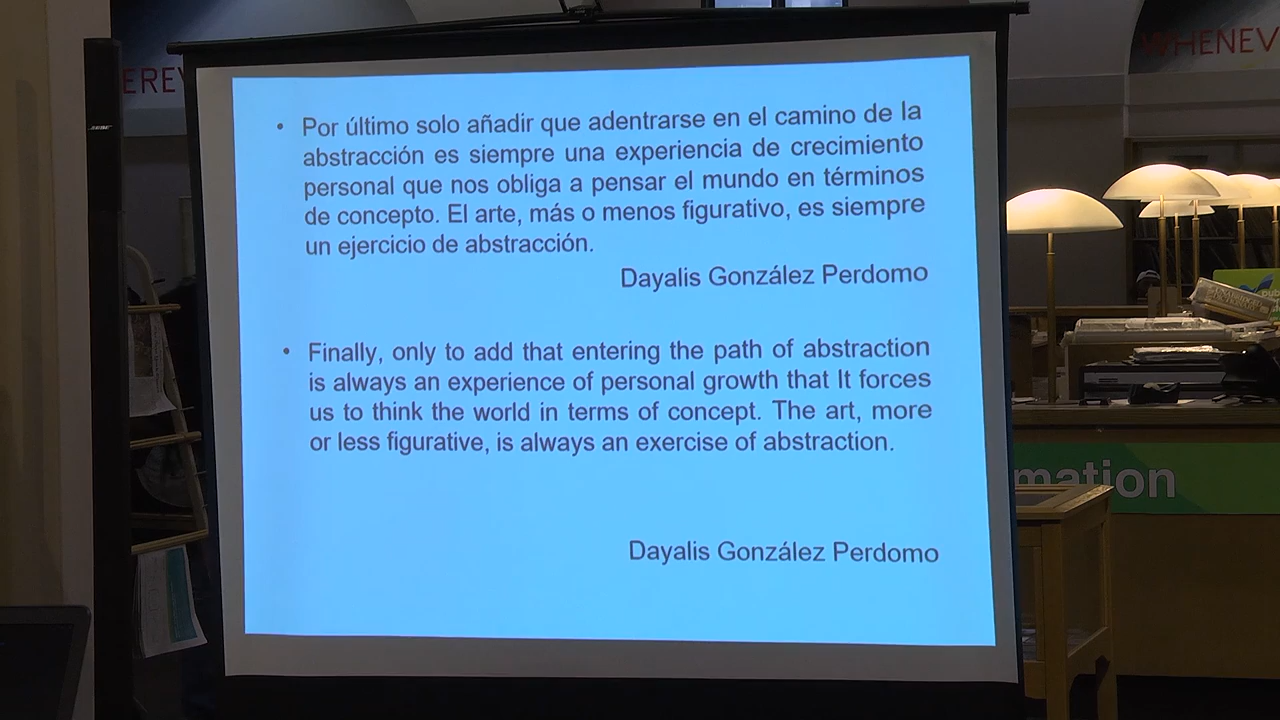 EREV
WHENEV
BOSE
• Por último solo añadir que adentrarse en el camino de la
abstracción es siempre una experiencia de crecimiento
personal que nos obliga a pensar el mundo en términos
de concepto. El arte, más o menos figurativo, es siempre
un ejercicio de abstracción.
Dayalis González Perdomo
• Finally, only to add that entering the path of abstraction
is always an experience of personal growth that It forces
us to think the world in terms of concept. The art, more
or less figurative, is always an exercise of abstraction.
Dayalis González Perdomo
mation